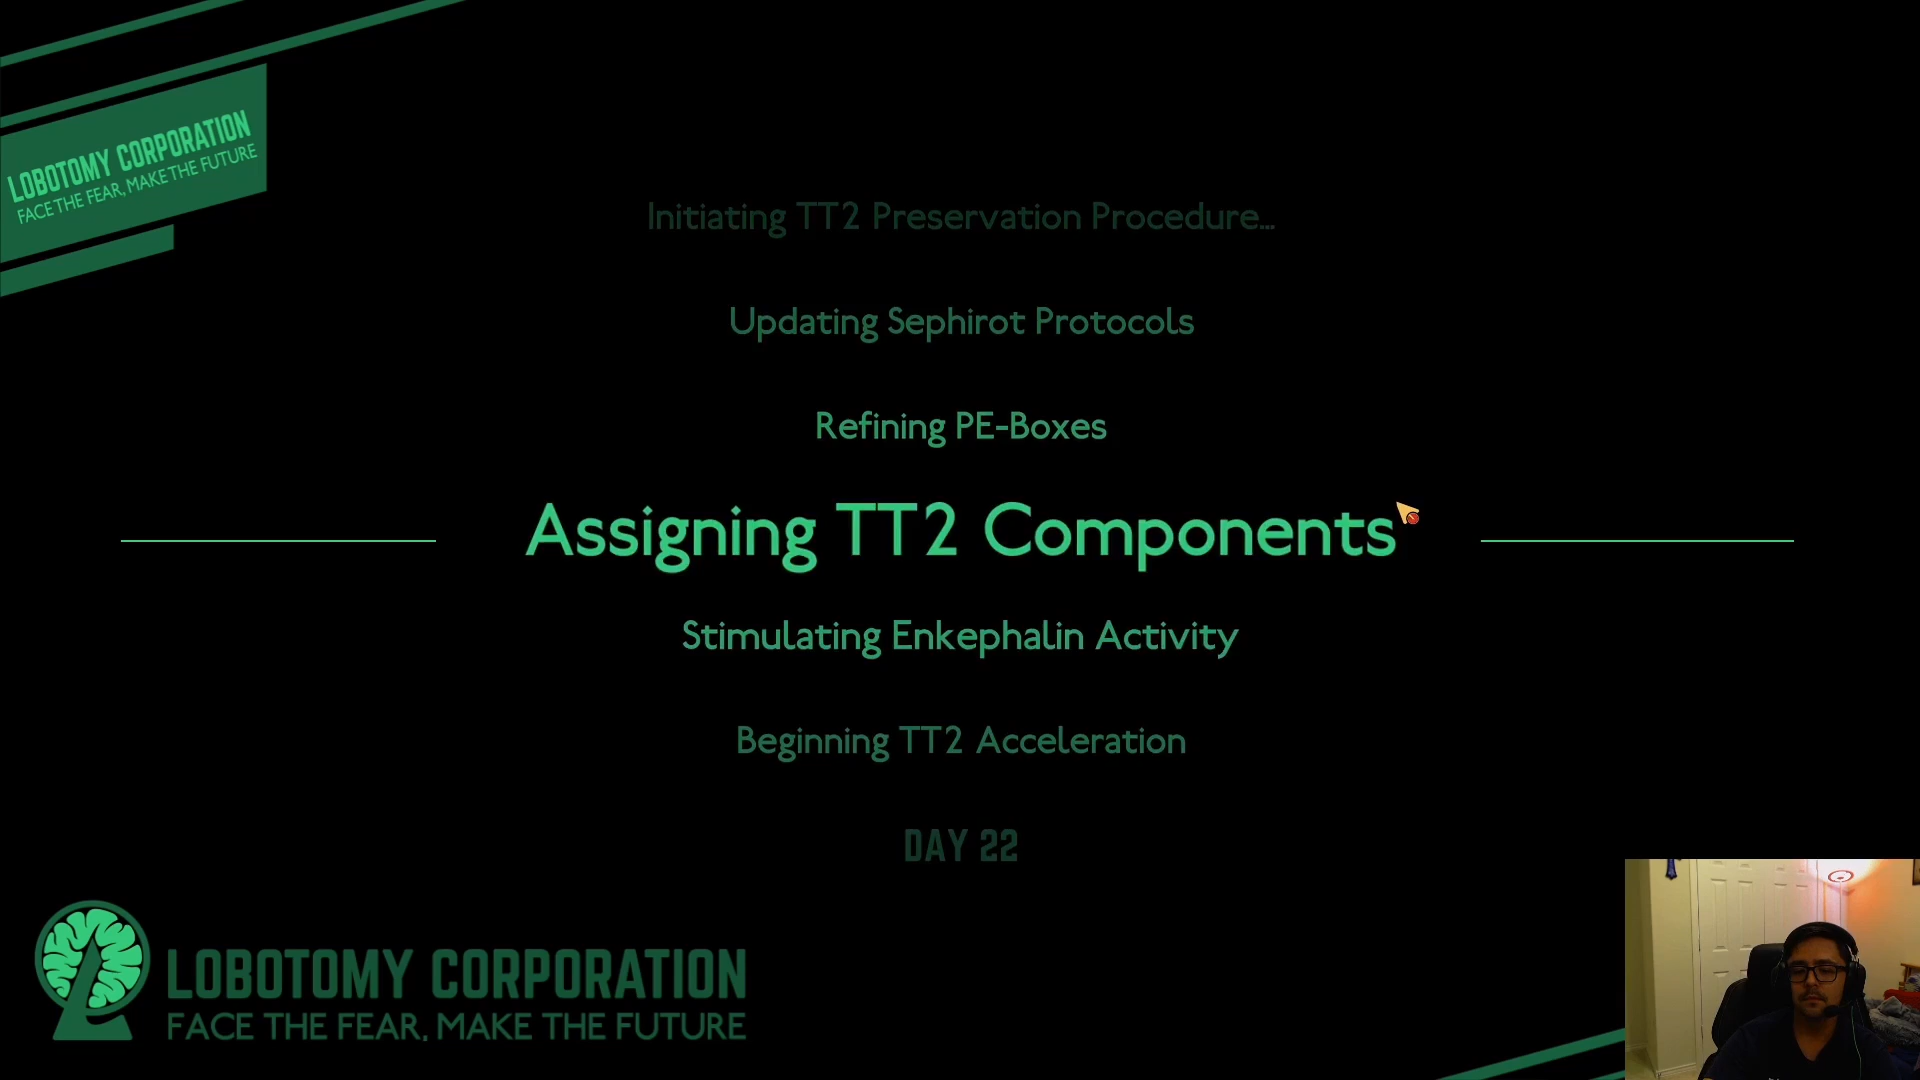 LOBOTOMY CORPORATION
FACE THE FEAR, MAKE THE FUTURE
Initiating TT2 Preservation Procedure...
Updating Sephirot Protocols
Refining PE-Boxes
Assigning TT2 Components
Stimulating Enkephalin Activity
Beginning TT2 Acceleration
DAY 22
LOBOTOMY CORPORATION
FACE THE FEAR, MAKE THE FUTURE